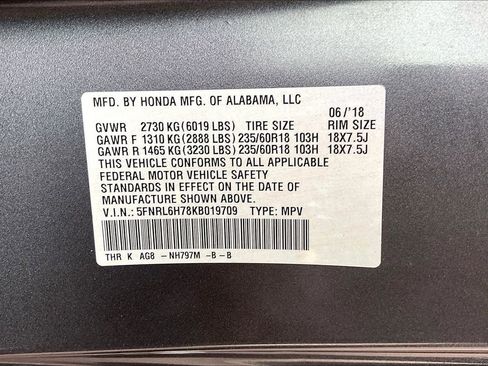 MFD. BY HONDA MFG. OF ALABAMA, LLC
06/'18
GVWR 2730 KG(6019 LBS) TIRE SIZE RIM SIZE
GAWR F 1310 KG(2888 LBS) 235/60R18 103H 18X7.5J
GAWR R 1465 KG(3230 LBS) 235/60R18 103H 18X7.5J
THIS VEHICLE CONFORMS TO ALL APPLICABLE
FEDERAL MOTOR VEHICLE SAFETY
STANDARDS IN EFFECT ON THE DATE OF
MANUFACTURE SHOWN ABOVE.
V.I.N.: 5FNRL6H78KB019709 TYPE: MPV
THR K AG8 -NH797M -B-B